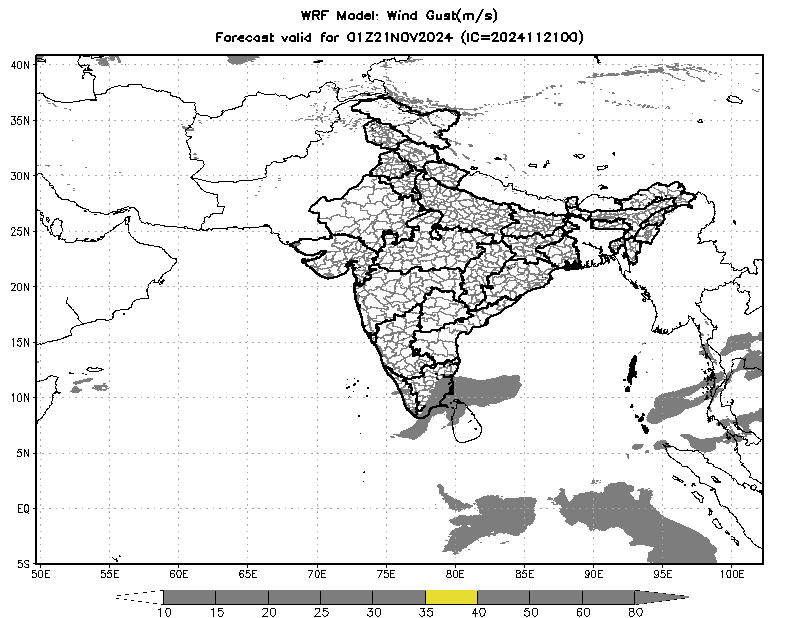 WRF Model: Wind Gust(m/s)
Forecast valid for 01Z21NOV2024 (IC=2024112100)
40N
35N
30N
25N
20N
15N
10N
5N
EQ
5S
50E 55E 60E 65E 70E 75E 80E 85E 90E 95E 100E
10 15 20 25 30 35 40 50 60 80